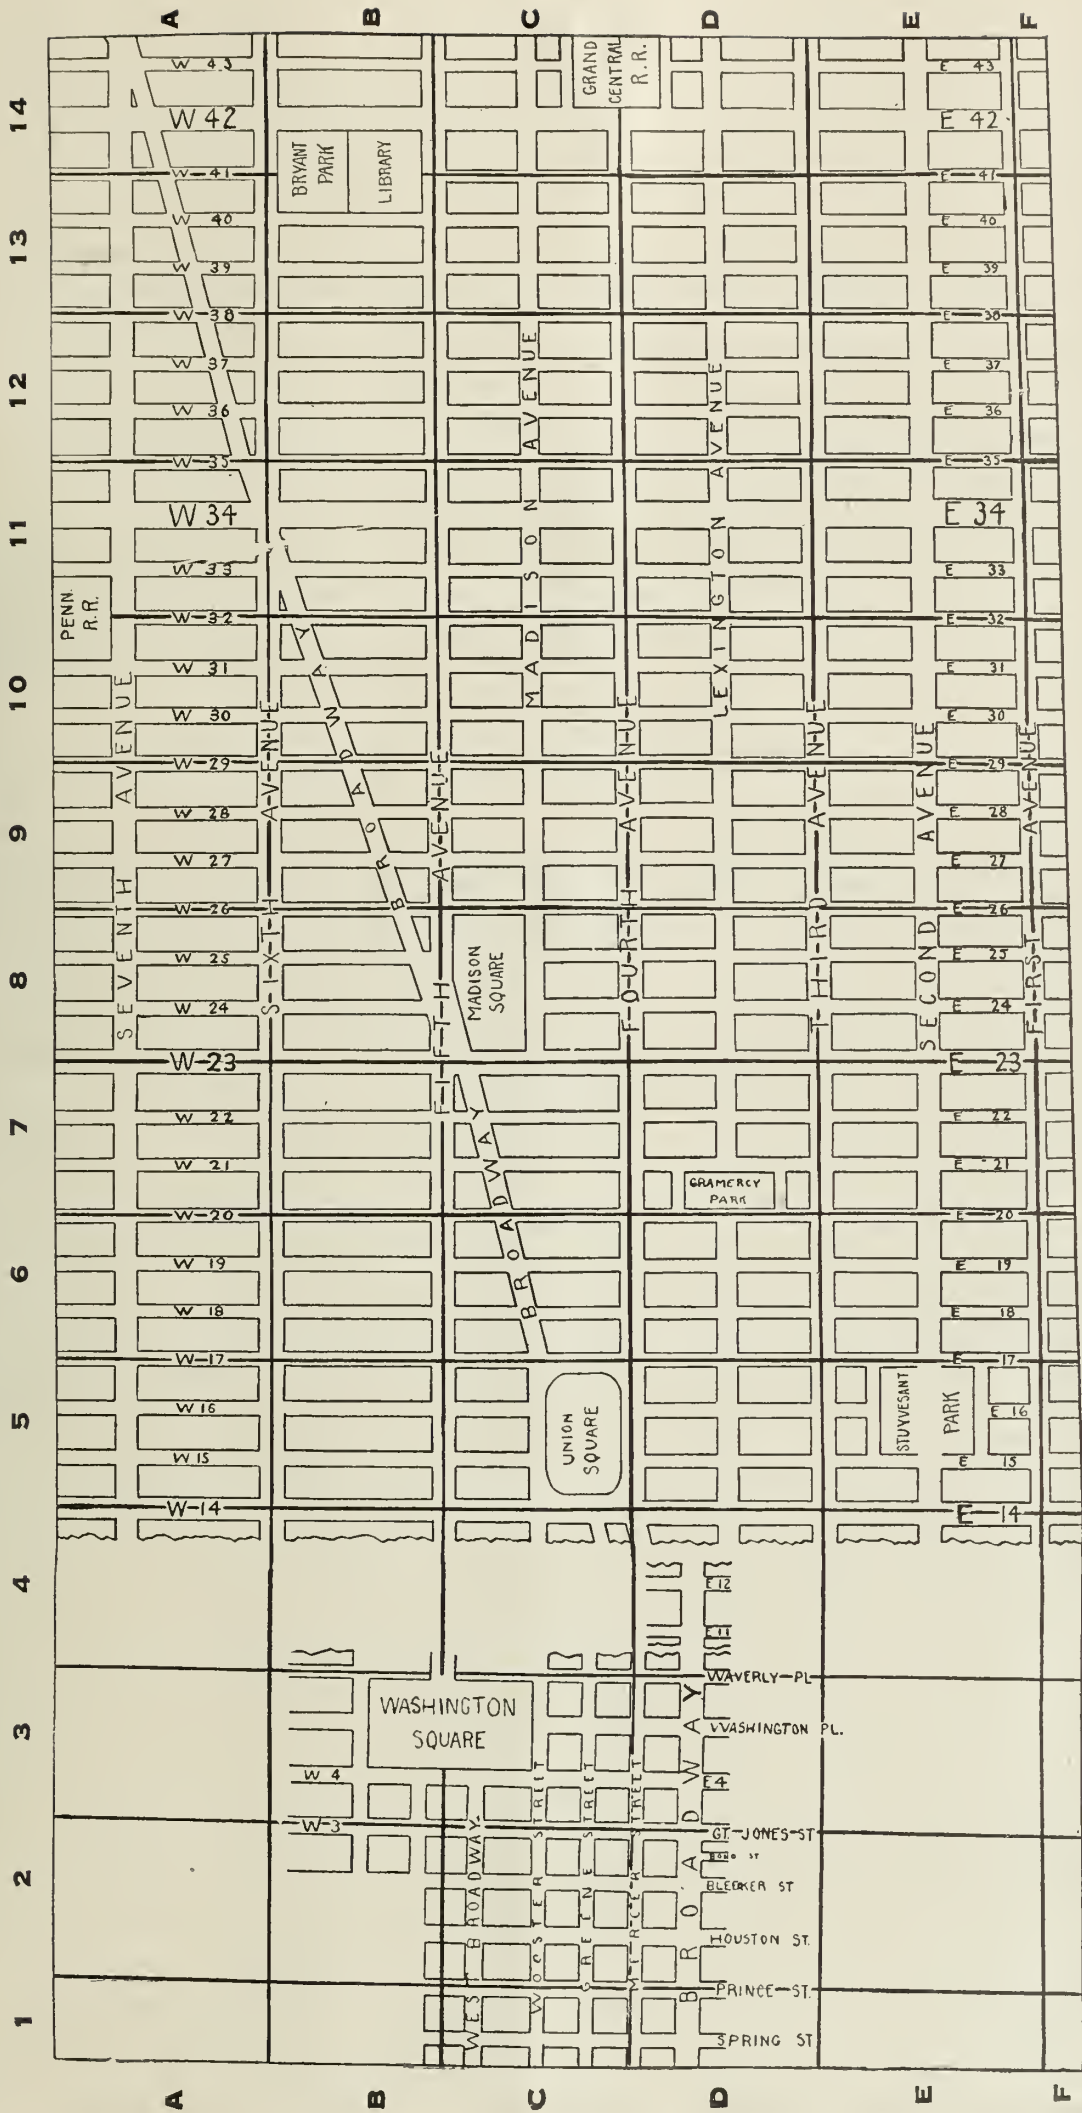 A
B
C
D
E
F
14
13
12
11
10
9
8
7
6
5
4
3
2
1
W 43
W 42
W 41
W 40
W 39
W 38
W 37
W 36
W 35
W 34
W 33
W 32
W 31
W 30
W 29
W 28
W 27
W 26
W 25
W 24
W 23
W 22
W 21
W 20
W 19
W 18
W 17
W 16
W 15
W 14
W 4
W 3
E 43
E 42
E 41
E 40
E 39
E 38
E 37
E 36
E 35
E 34
E 33
E 32
E 31
E 30
E 29
E 28
E 27
E 26
E 25
E 24
E 23
E 22
E 21
E 20
E 19
E 18
E 17
E 16
E 15
E 14
E 12
E 11
WAVERLY PL
WASHINGTON PL.
E 4
GT. JONES ST
BOND ST
BLEEKER ST
HOUSTON ST.
PRINCE ST.
SPRING ST
SEVENTH AVENUE
SIXTH AVENUE
BROADWAY
FIFTH AVENUE
MADISON AVENUE
FOURTH AVENUE
LEXINGTON AVENUE
THIRD AVENUE
SECOND AVENUE
FIRST AVENUE
BROADWAY
BROADWAY
WEST BROADWAY
WOOSTER STREET
GREENE STREET
MERCER STREET
PENN.
R.R.
BRYANT
PARK
LIBRARY
GRAND
CENTRAL
R.R.
MADISON
SQUARE
GRAMERCY
PARK
UNION
SQUARE
STUYVESANT
PARK
WASHINGTON
SQUARE
A
B
C
D
E
F